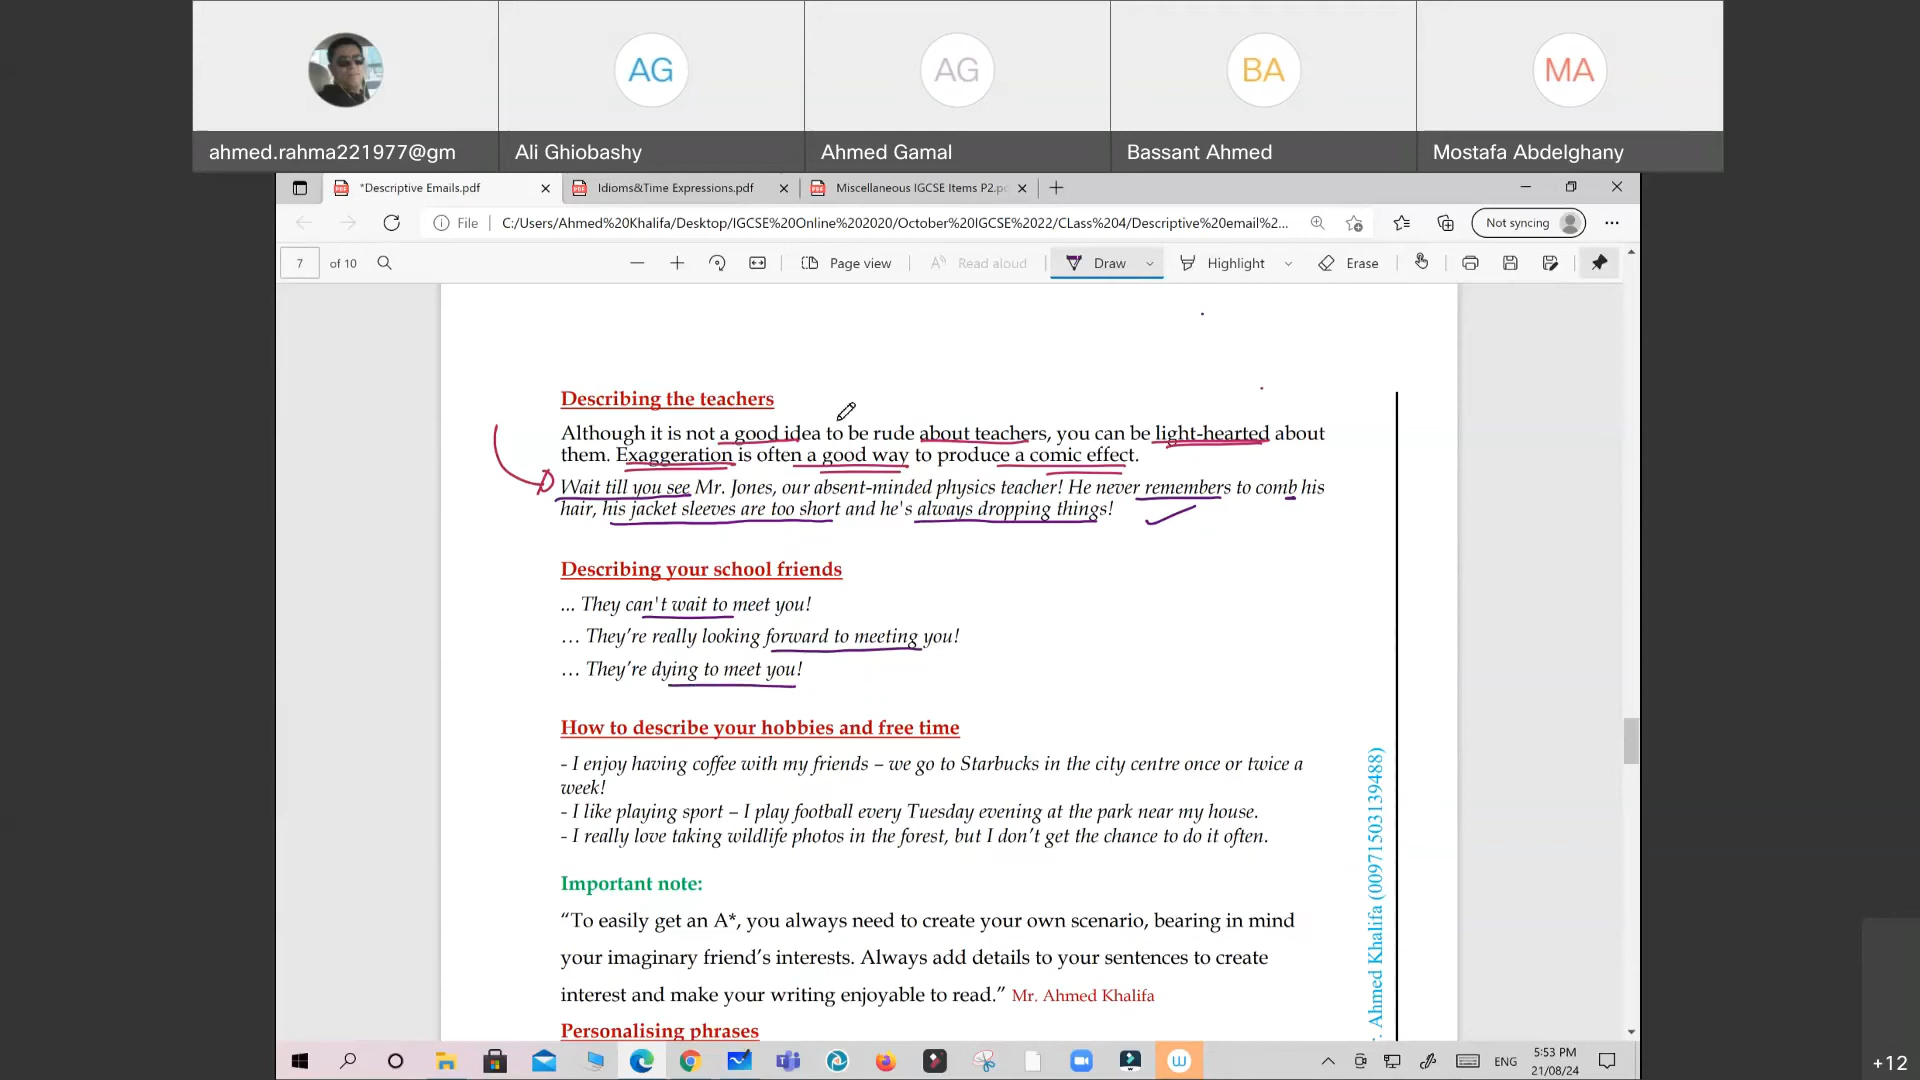 AG
AG
BA
MA
ahmed.rahma221977@gm
Ali Ghiobashy
Ahmed Gamal
Bassant Ahmed
Mostafa Abdelghany
*Descriptive Emails.pdf
Idioms&Time Expressions.pdf
Miscellaneous IGCSE Items P2.p
File
C:/Users/Ahmed%20Khalifa/Desktop/IGCSE%20Online%202020/October%20IGCSE%2022/CLass%204/Descriptive%20email%2...
Not syncing
7
of 10
Page view
Read aloud
Draw
Highlight
Erase
Describing the teachers
Although it is not a good idea to be rude about teachers, you can be light-hearted about
them. Exaggeration is often a good way to produce a comic effect.
Wait till you see Mr. Jones, our absent-minded physics teacher! He never remembers to comb his
hair, his jacket sleeves are too short and he's always dropping things!
Describing your school friends
... They can't wait to meet you!
… They're really looking forward to meeting you!
… They're dying to meet you!
How to describe your hobbies and free time
- I enjoy having coffee with my friends – we go to Starbucks in the city centre once or twice a
week!
- I like playing sport – I play football every Tuesday evening at the park near my house.
- I really love taking wildlife photos in the forest, but I don't get the chance to do it often.
Important note:
“To easily get an A*, you always need to create your own scenario, bearing in mind
your imaginary friend's interests. Always add details to your sentences to create
interest and make your writing enjoyable to read.” Mr. Ahmed Khalifa
Personalising phrases
. Ahmed Khalifa (00971503139488)
ENG
5:53 PM
21/08/24
+12